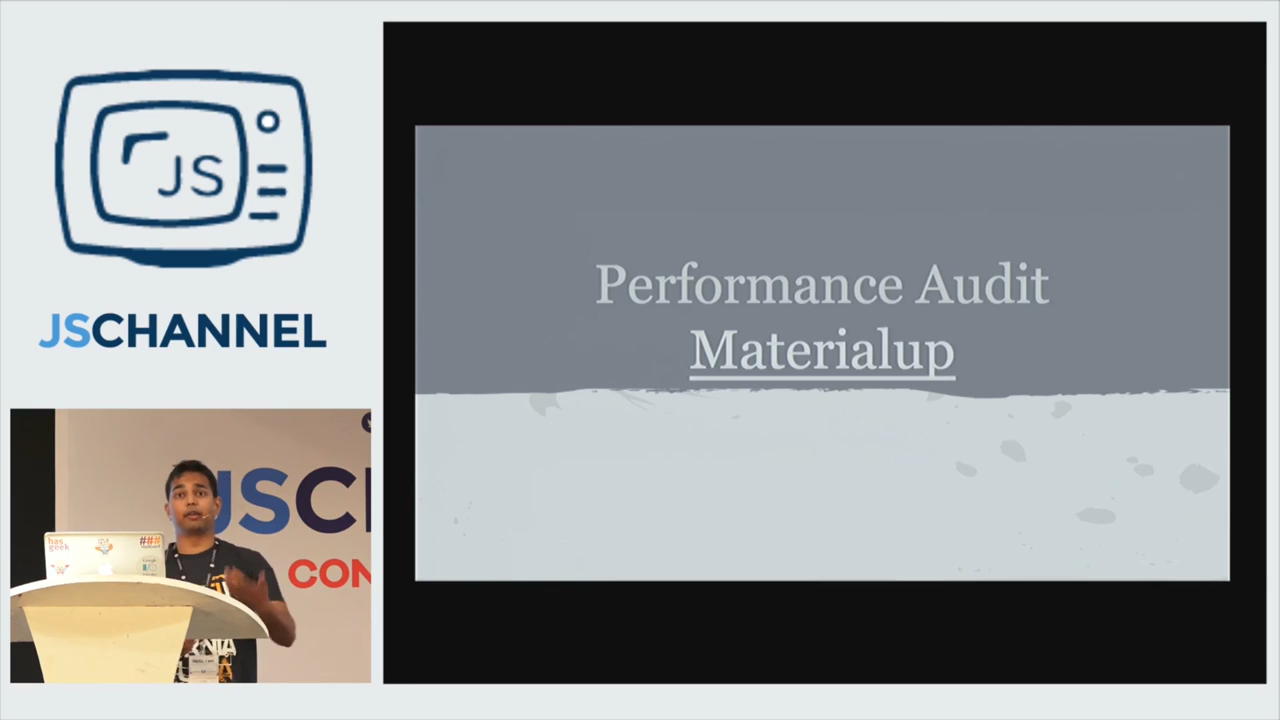 JS
JSCHANNEL
Performance Audit
Materialup
JSC
CON
has
geek
###